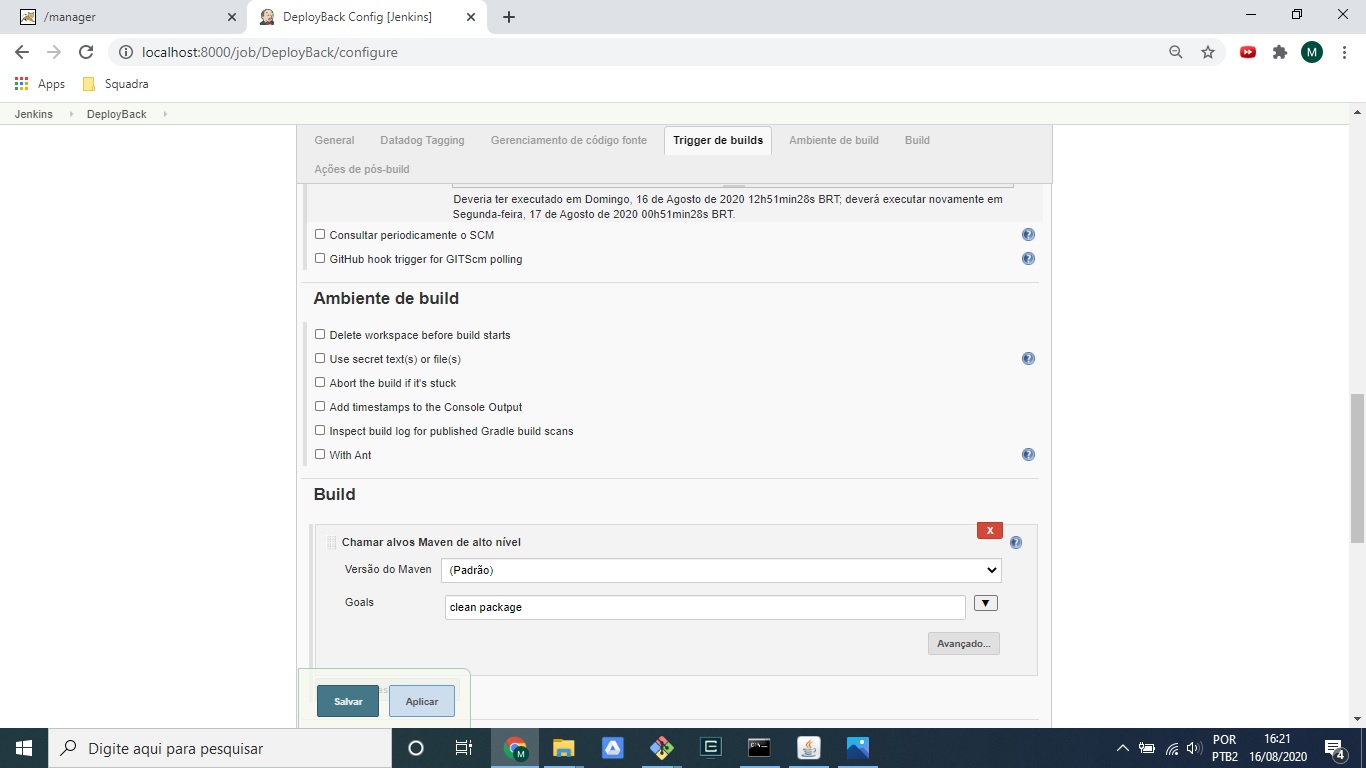 /manager
DeployBack Config [Jenkins]
localhost:8000/job/DeployBack/configure
M
Apps
Squadra
Jenkins
DeployBack
General
Datadog Tagging
Gerenciamento de código fonte
Trigger de builds
Ambiente de build
Build
Ações de pós-build
Deveria ter executado em Domingo, 16 de Agosto de 2020 12h51min28s BRT; deverá executar novamente em
Segunda-feira, 17 de Agosto de 2020 00h51min28s BRT.
Consultar periodicamente o SCM
GitHub hook trigger for GITScm polling
Ambiente de build
Delete workspace before build starts
Use secret text(s) or file(s)
Abort the build if it's stuck
Add timestamps to the Console Output
Inspect build log for published Gradle build scans
With Ant
Build
X
Chamar alvos Maven de alto nível
Versão do Maven
(Padrão)
Goals
clean package
Avançado...
Salvar
Aplicar
Digite aqui para pesquisar
M
POR
PTB2
16:21
16/08/2020
4